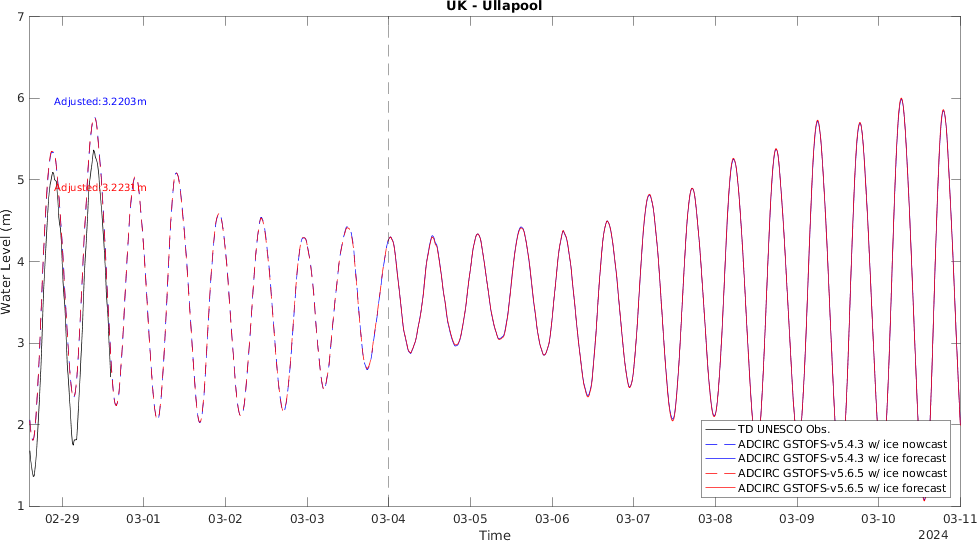 UK - Ullapool
7
6
5
4
3
2
1
Water Level (m)
Adjusted:3.2203m
Adjusted:3.2231m
TD UNESCO Obs.
ADCIRC GSTOFS-v5.4.3 w/ ice nowcast
ADCIRC GSTOFS-v5.4.3 w/ ice forecast
ADCIRC GSTOFS-v5.6.5 w/ ice nowcast
ADCIRC GSTOFS-v5.6.5 w/ ice forecast
02-29 03-01 03-02 03-03 03-04 03-05 03-06 03-07 03-08 03-09 03-10 03-11
Time
2024